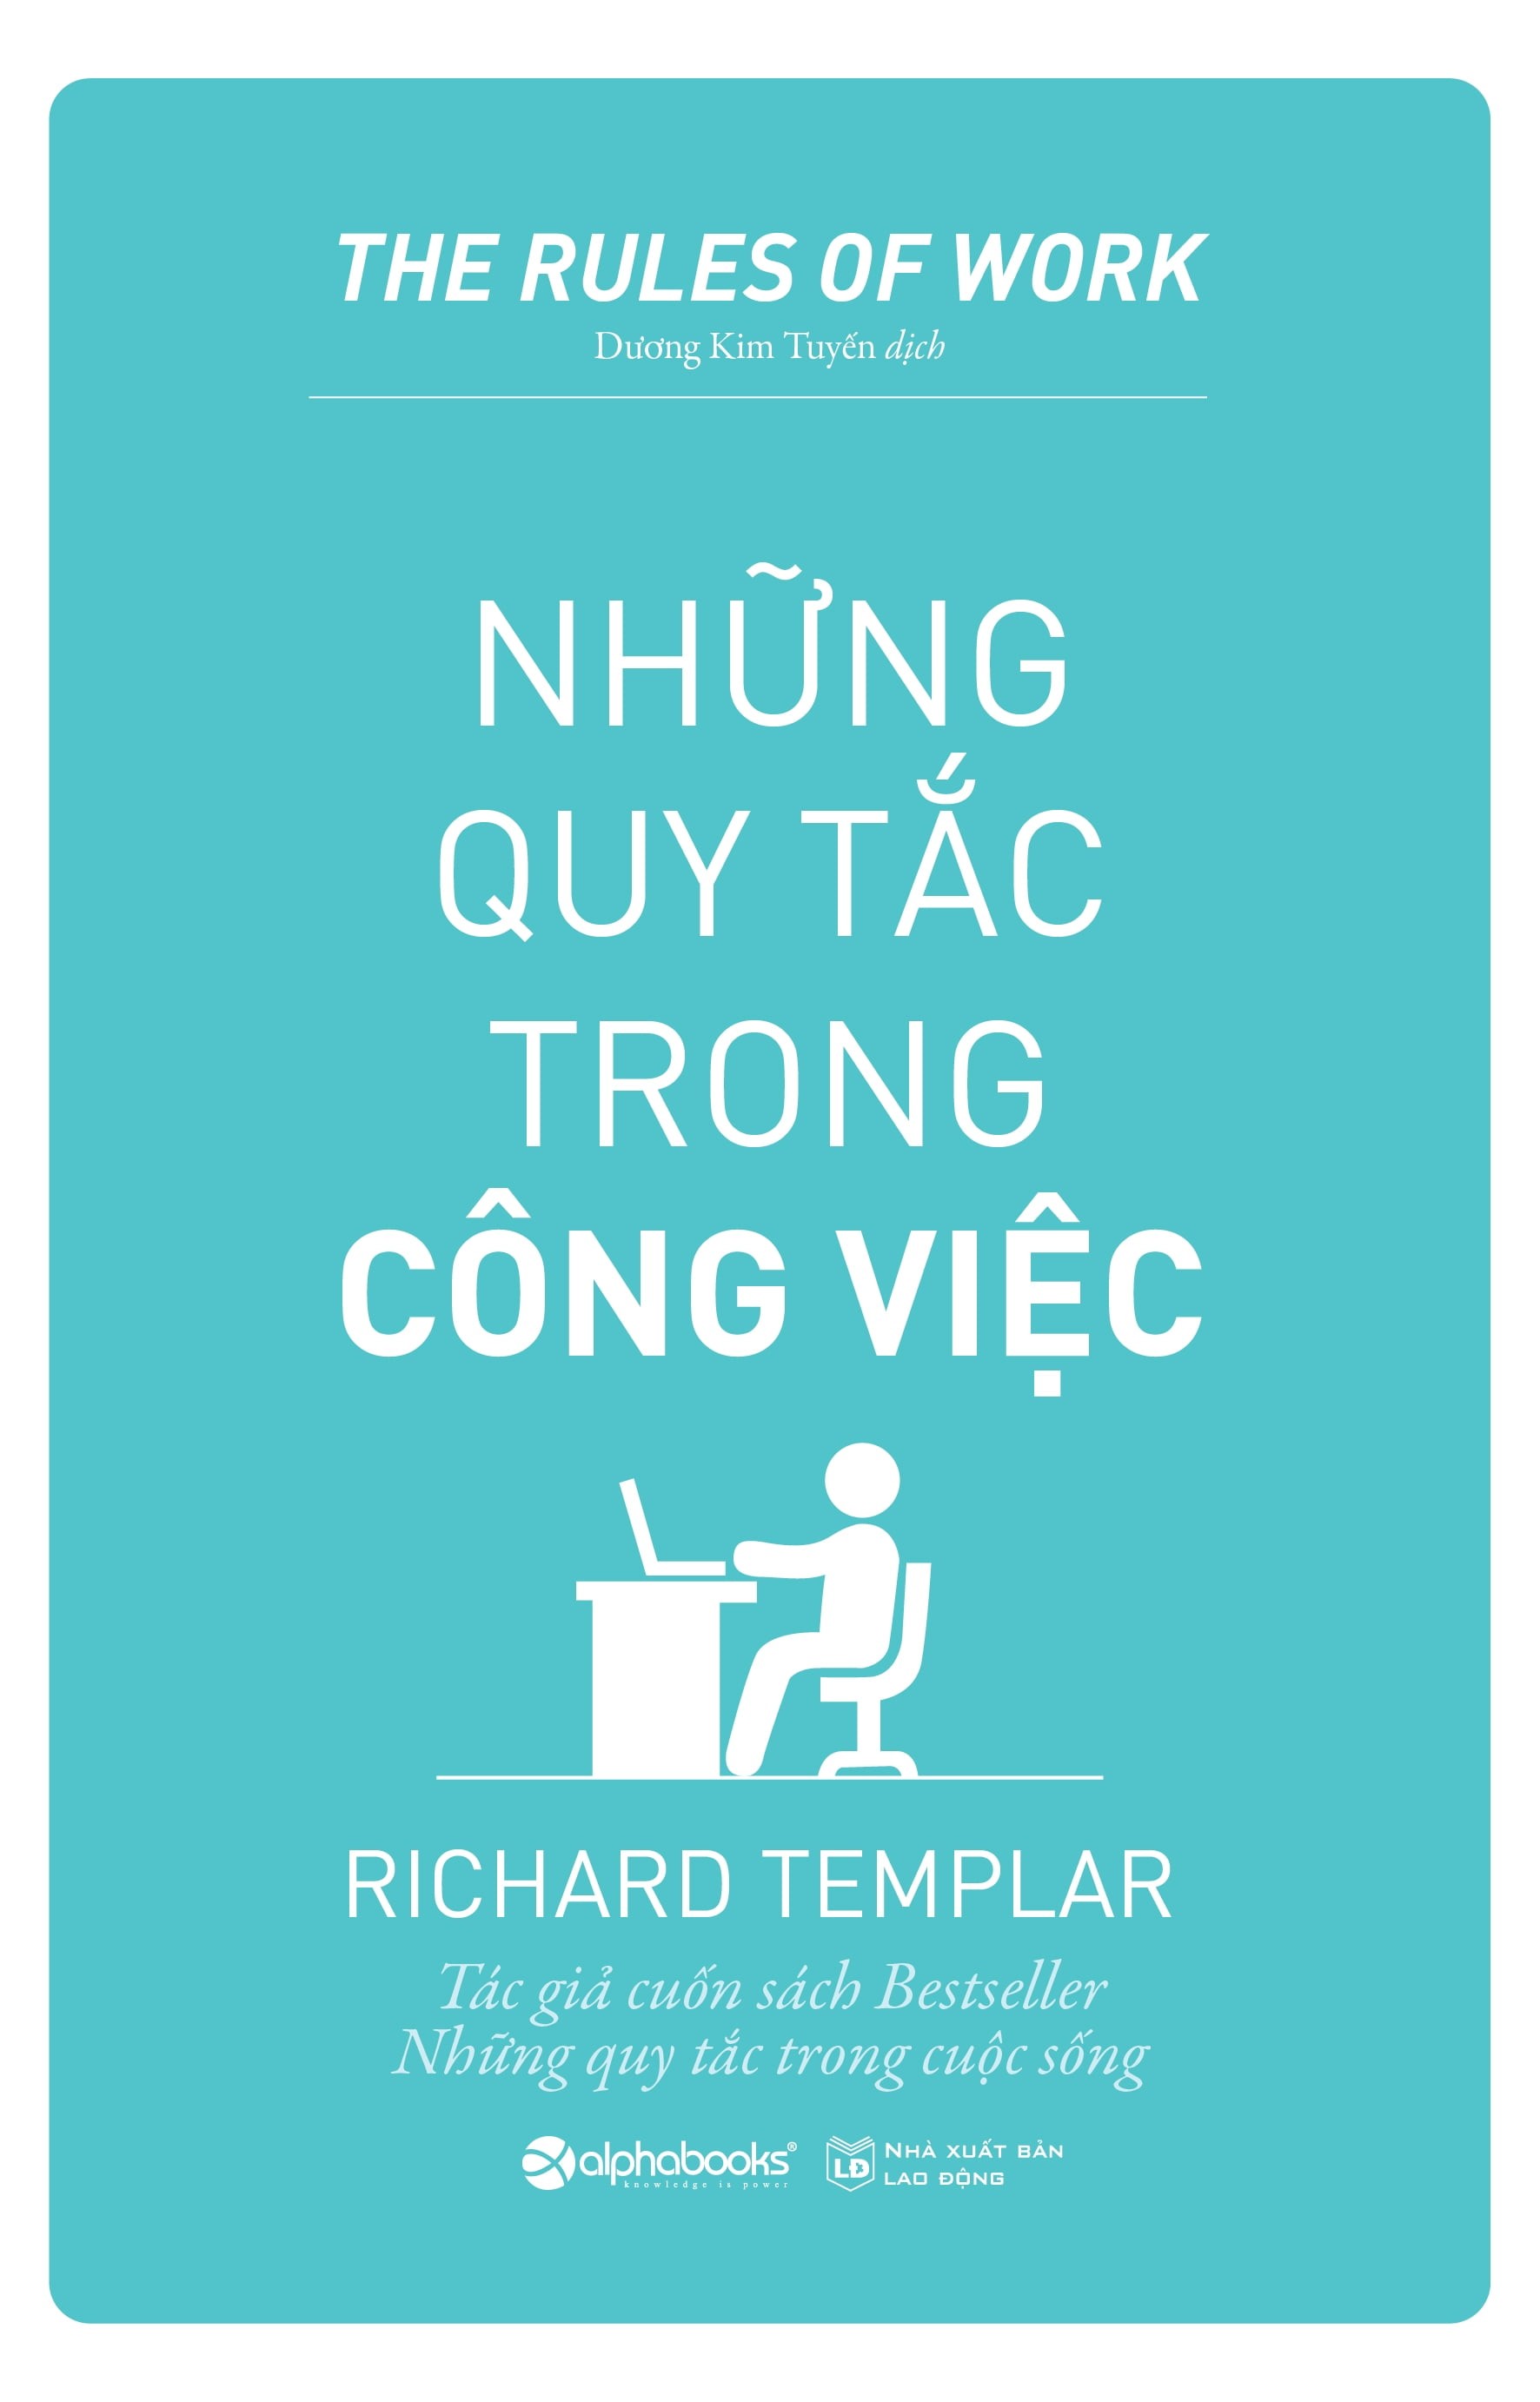 THE RULES OF WORK
Dương Kim Tuyến dịch
NHỮNG
QUY TẮC
TRONG
CÔNG VIỆC
RICHARD TEMPLAR
Tác giả cuốn sách Bestseller
Những quy tắc trong cuộc sống
alphabooks®
knowledge is power
LĐ
NHÀ XUẤT BẢN
LAO ĐỘNG